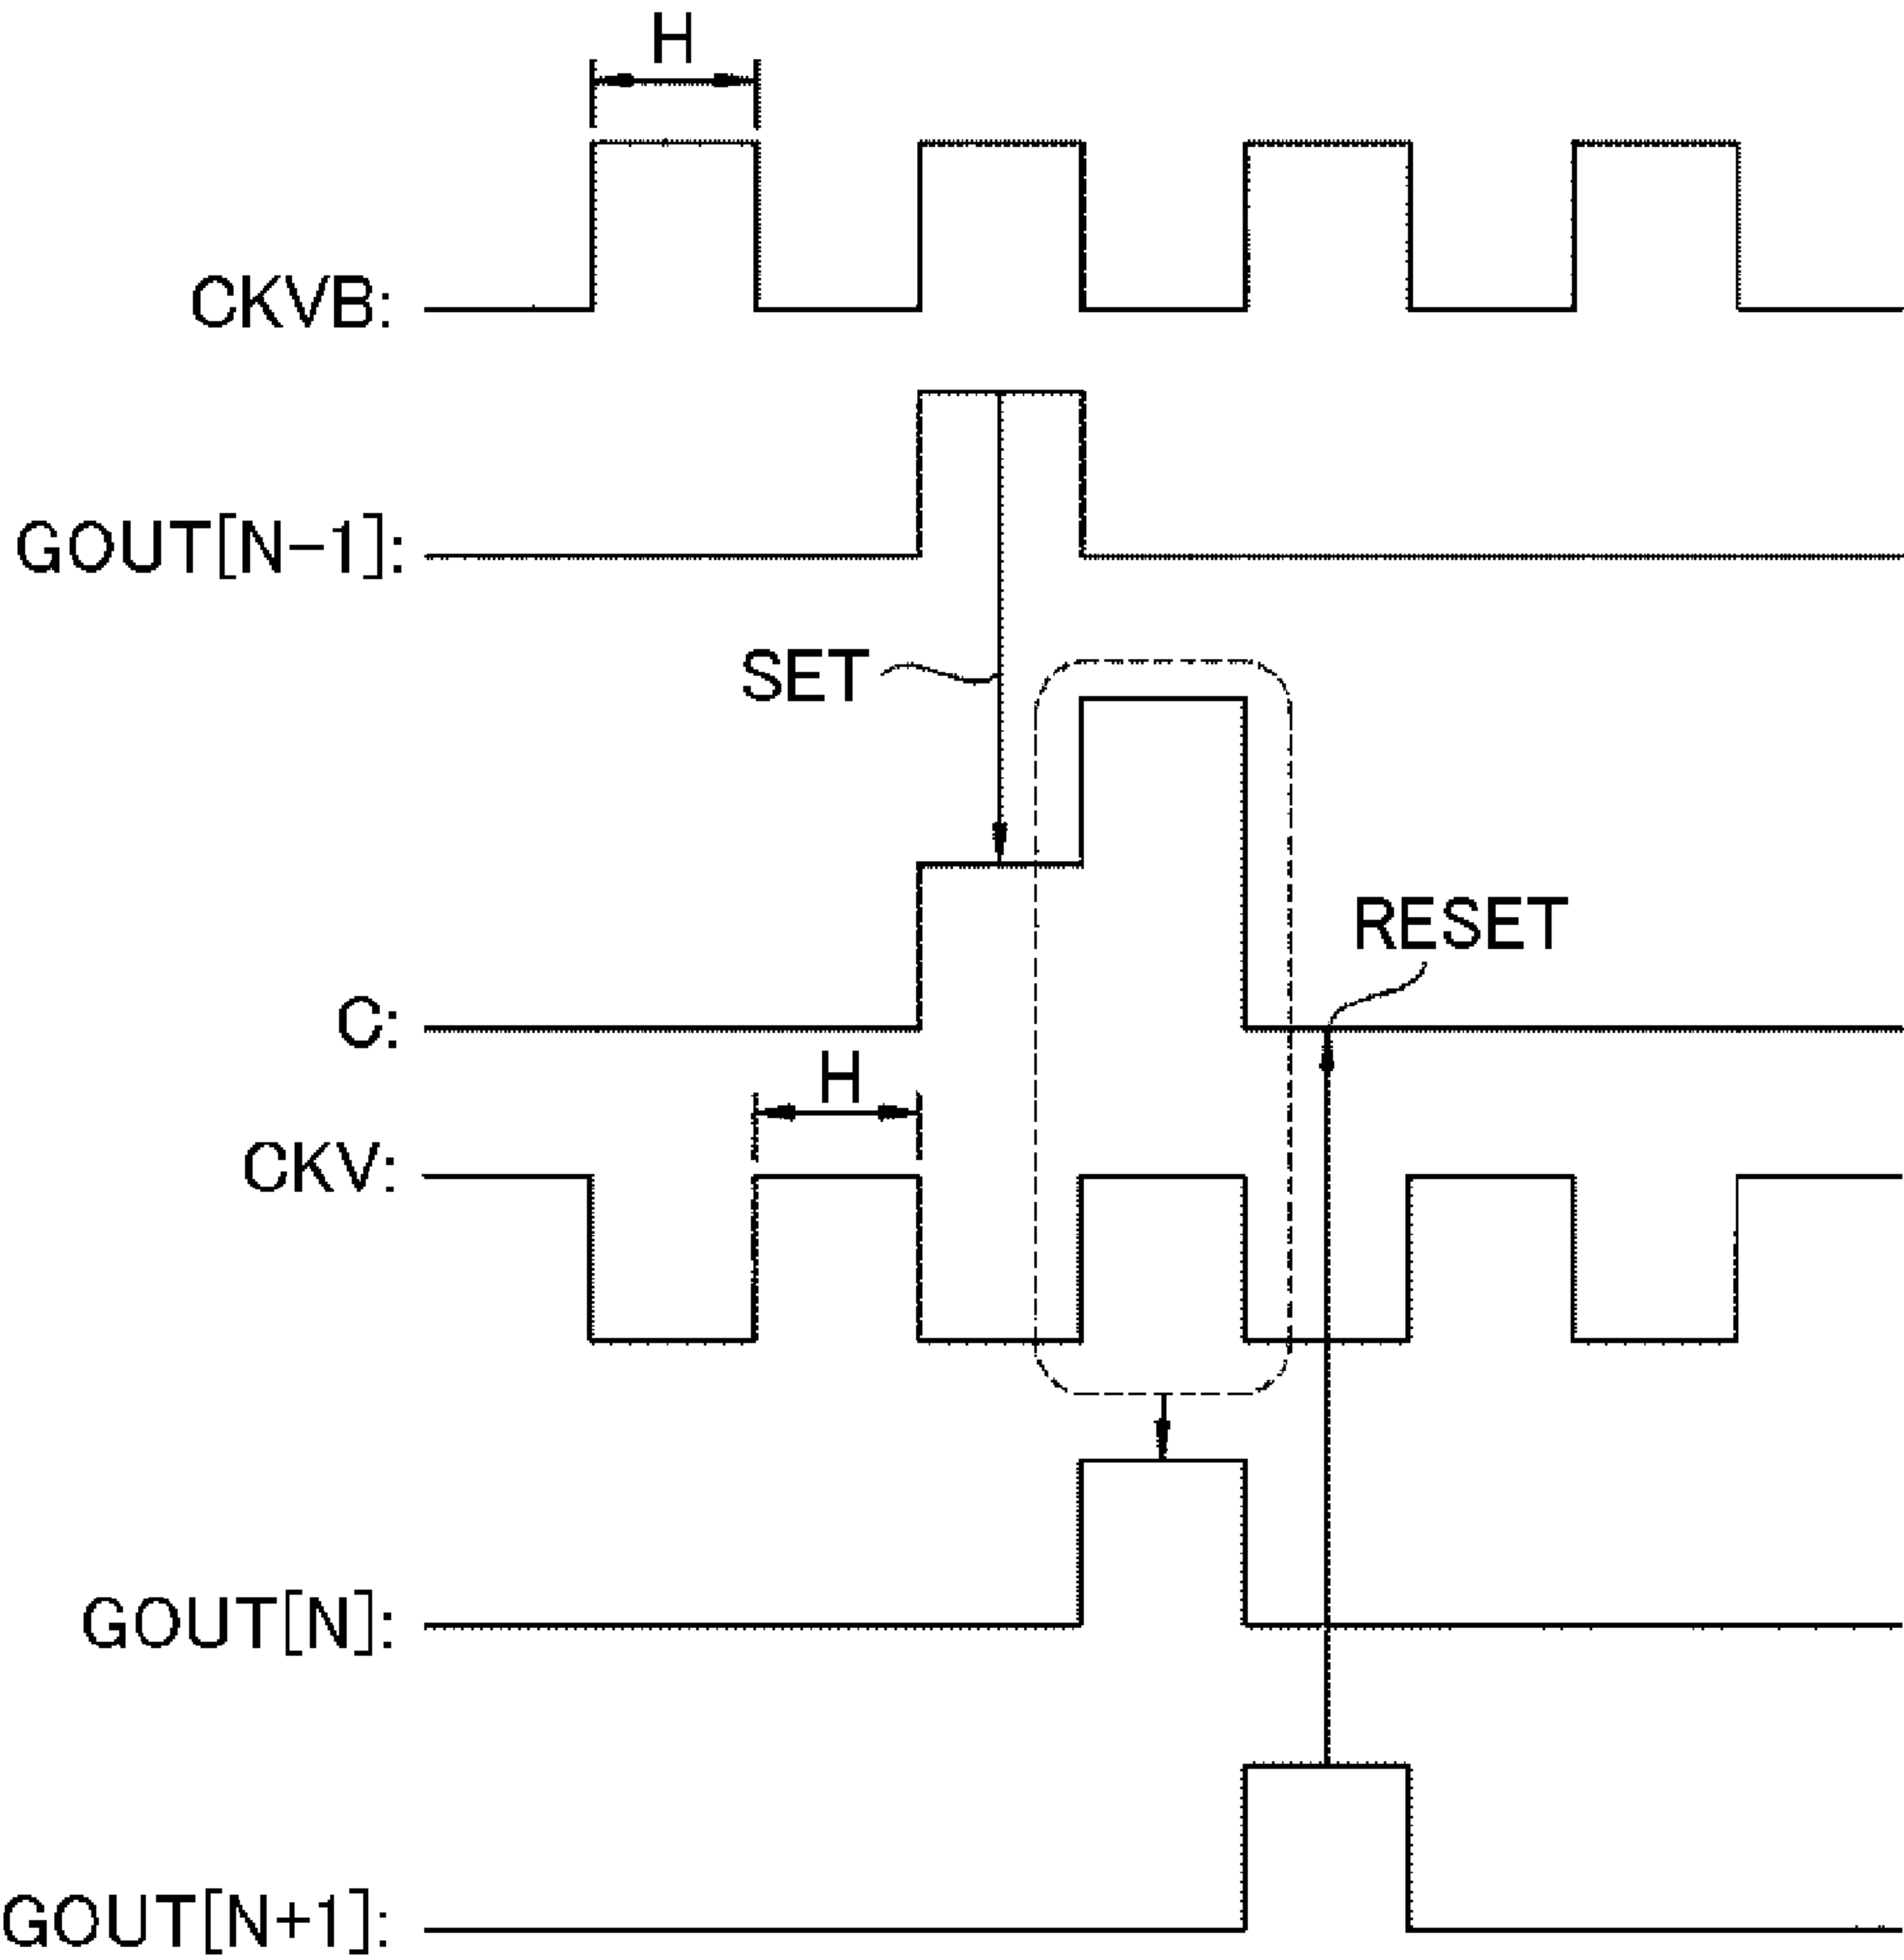 H
CKVB:
GOUT[N-1]:
SET
RESET
C:
H
CKV:
GOUT[N]:
GOUT[N+1]: